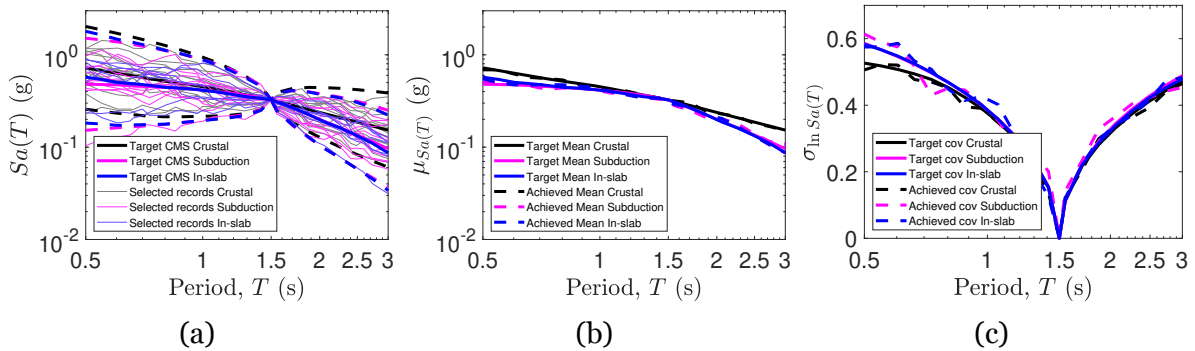 Sa(T) (g)
10^0
10^-1
10^-2
Target CMS Crustal
Target CMS Subduction
Target CMS In-slab
Selected records Crustal
Selected records Subduction
Selected records In-slab
0.5 1 1.5 2 2.5 3
Period, T (s)
(a)
μ_Sa(T) (g)
10^0
10^-1
10^-2
Target Mean Crustal
Target Mean Subduction
Target Mean In-slab
Achieved Mean Crustal
Achieved Mean Subduction
Achieved Mean In-slab
0.5 1 1.5 2 2.5 3
Period, T (s)
(b)
σ_ln Sa(T)
0.6
0.4
0.2
0
Target cov Crustal
Target cov Subduction
Target cov In-slab
Achieved cov Crustal
Achieved cov Subduction
Achieved cov In-slab
0.5 1 1.5 2 2.5 3
Period, T (s)
(c)